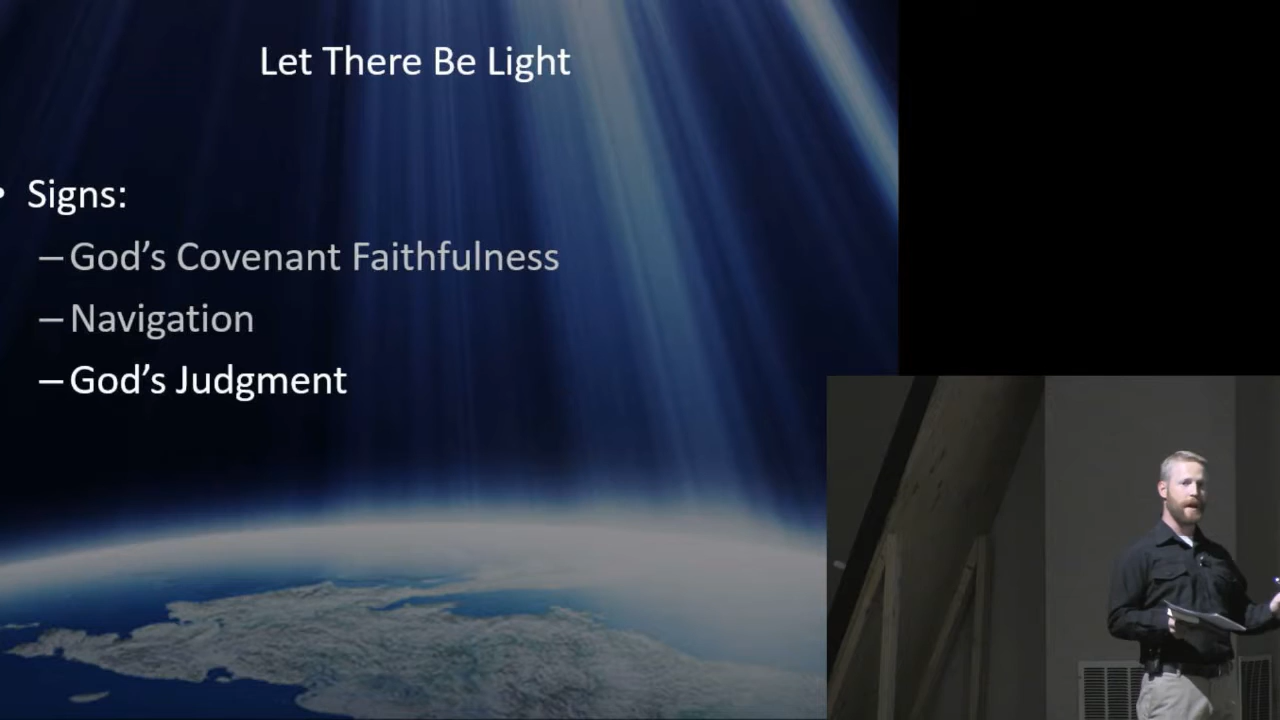 Let There Be Light
• Signs:
–God’s Covenant Faithfulness
–Navigation
–God’s Judgment